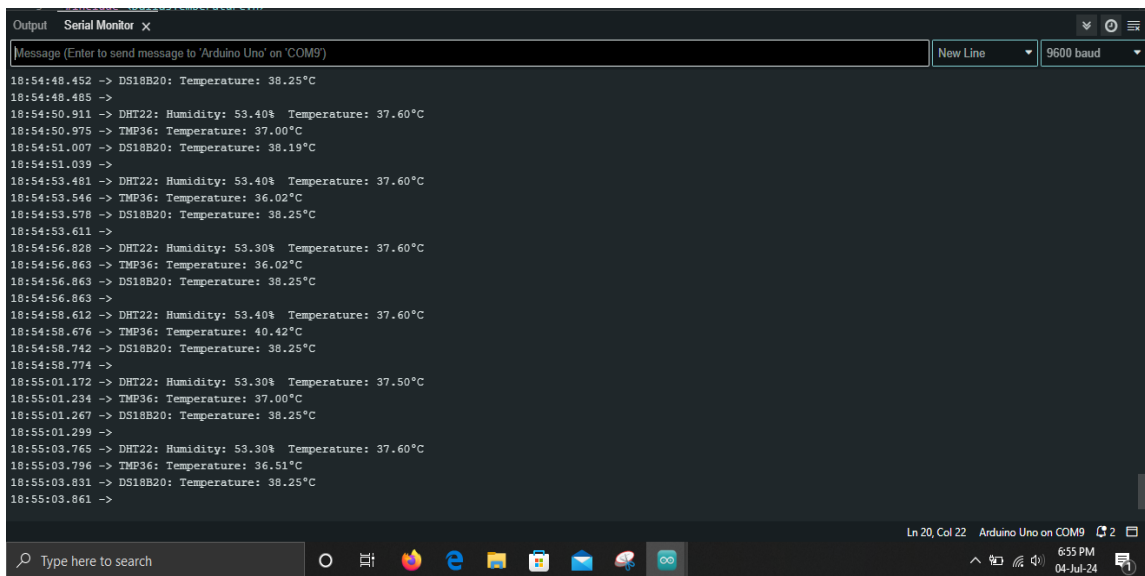 Output Serial Monitor ×
Message (Enter to send message to 'Arduino Uno' on 'COM9') New Line 9600 baud
18:54:48.452 -> DS18B20: Temperature: 38.25°C
18:54:48.485 ->
18:54:50.911 -> DHT22: Humidity: 53.40% Temperature: 37.60°C
18:54:50.975 -> TMP36: Temperature: 37.00°C
18:54:51.007 -> DS18B20: Temperature: 38.19°C
18:54:51.039 ->
18:54:53.481 -> DHT22: Humidity: 53.40% Temperature: 37.60°C
18:54:53.546 -> TMP36: Temperature: 36.02°C
18:54:53.578 -> DS18B20: Temperature: 38.25°C
18:54:53.611 ->
18:54:56.828 -> DHT22: Humidity: 53.30% Temperature: 37.60°C
18:54:56.863 -> TMP36: Temperature: 36.02°C
18:54:56.863 -> DS18B20: Temperature: 38.25°C
18:54:56.863 ->
18:54:58.612 -> DHT22: Humidity: 53.40% Temperature: 37.60°C
18:54:58.676 -> TMP36: Temperature: 40.42°C
18:54:58.742 -> DS18B20: Temperature: 38.25°C
18:54:58.774 ->
18:55:01.172 -> DHT22: Humidity: 53.30% Temperature: 37.50°C
18:55:01.234 -> TMP36: Temperature: 37.00°C
18:55:01.267 -> DS18B20: Temperature: 38.25°C
18:55:01.299 ->
18:55:03.765 -> DHT22: Humidity: 53.30% Temperature: 37.60°C
18:55:03.796 -> TMP36: Temperature: 36.51°C
18:55:03.831 -> DS18B20: Temperature: 38.25°C
18:55:03.861 ->
Ln 20, Col 22 Arduino Uno on COM9 2
Type here to search
6:55 PM
04-Jul-24
1